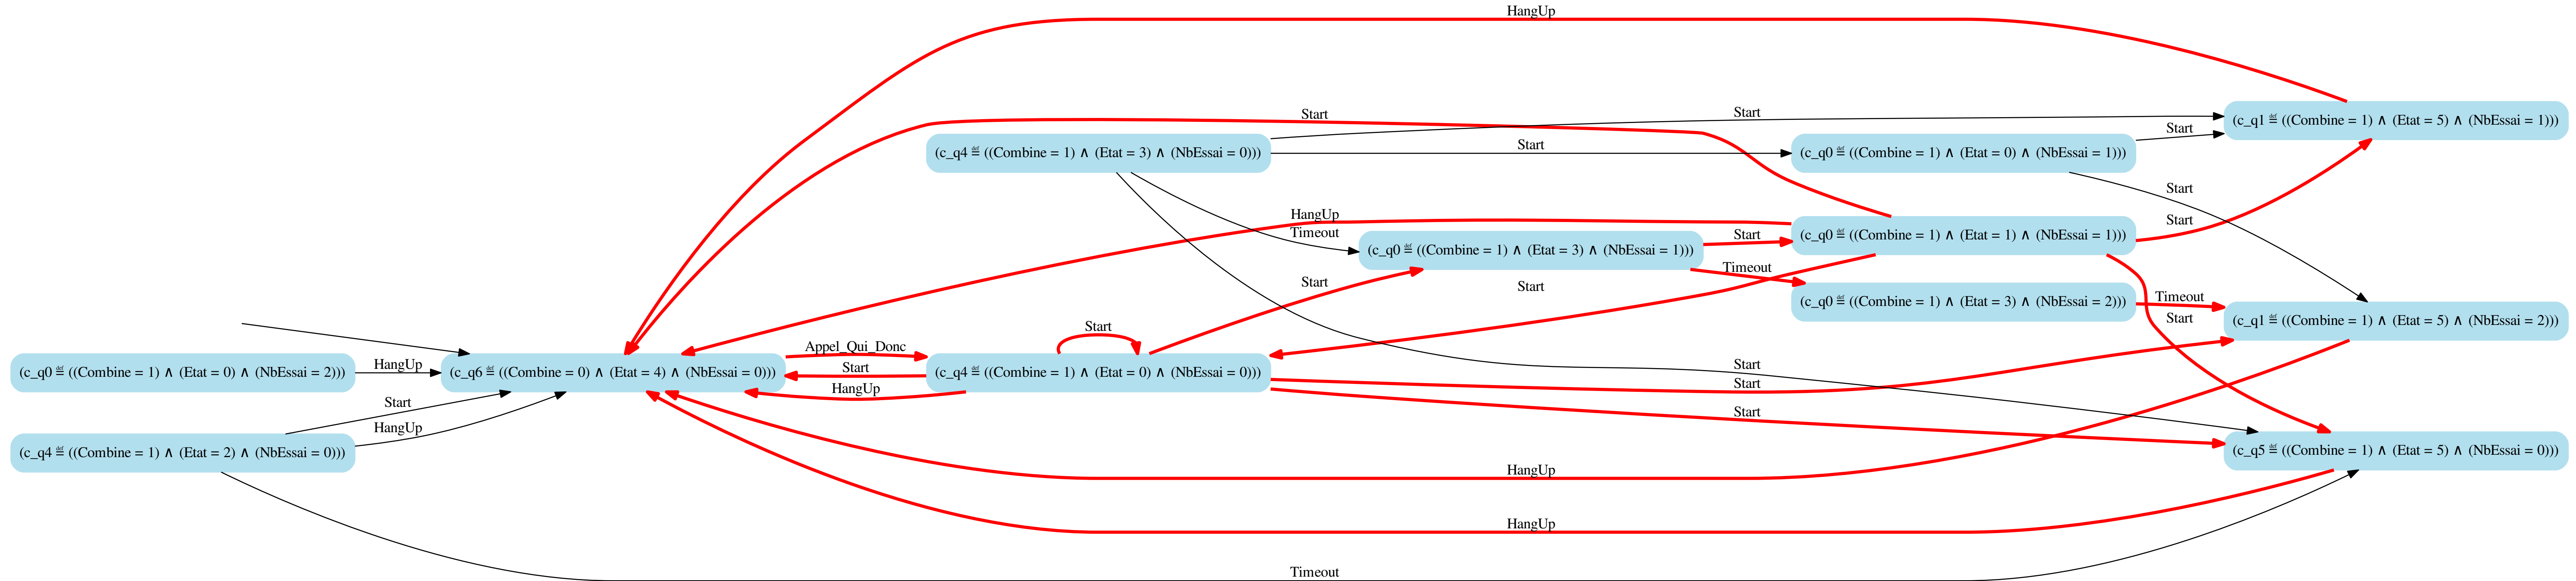 HangUp
Start
Start
(c_q1 ≝ ((Combine = 1) ∧ (Etat = 5) ∧ (NbEssai = 1)))
Start
(c_q4 ≝ ((Combine = 1) ∧ (Etat = 3) ∧ (NbEssai = 0)))
Start
(c_q0 ≝ ((Combine = 1) ∧ (Etat = 0) ∧ (NbEssai = 1)))
Start
HangUp
Start
Timeout
Start
(c_q0 ≝ ((Combine = 1) ∧ (Etat = 1) ∧ (NbEssai = 1)))
(c_q0 ≝ ((Combine = 1) ∧ (Etat = 3) ∧ (NbEssai = 1)))
Timeout
Start
Start
(c_q0 ≝ ((Combine = 1) ∧ (Etat = 3) ∧ (NbEssai = 2)))
Timeout
Start
(c_q1 ≝ ((Combine = 1) ∧ (Etat = 5) ∧ (NbEssai = 2)))
Start
Appel_Qui_Donc
(c_q0 ≝ ((Combine = 1) ∧ (Etat = 0) ∧ (NbEssai = 2)))
HangUp
(c_q6 ≝ ((Combine = 0) ∧ (Etat = 4) ∧ (NbEssai = 0)))
Start
(c_q4 ≝ ((Combine = 1) ∧ (Etat = 0) ∧ (NbEssai = 0)))
Start
HangUp
Start
Start
Start
HangUp
(c_q4 ≝ ((Combine = 1) ∧ (Etat = 2) ∧ (NbEssai = 0)))
(c_q5 ≝ ((Combine = 1) ∧ (Etat = 5) ∧ (NbEssai = 0)))
HangUp
HangUp
Timeout